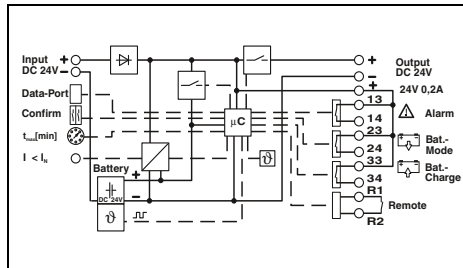 Input
DC 24V
+
−
Data-Port
Confirm
tmax[min]
I < IN
Battery
+
−
DC 24V
ϑ
µC
ϑ
+
−
+
Output
DC 24V
24V 0,2A
13
14
Alarm
23
24
Bat.-
Mode
33
34
Bat.-
Charge
R1
R2
Remote